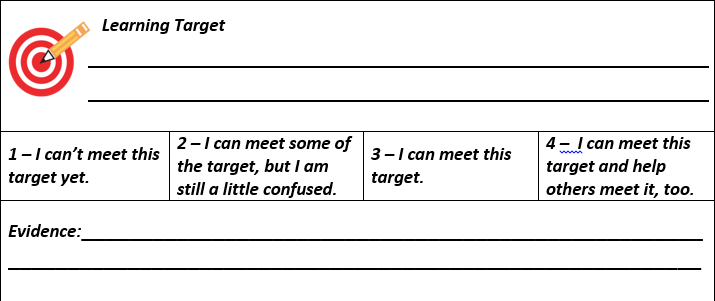 Learning Target
1 – I can’t meet this
target yet.
2 – I can meet some of
the target, but I am
still a little confused.
3 – I can meet this
target.
4 –  I can meet this
target and help
others meet it, too.
Evidence: